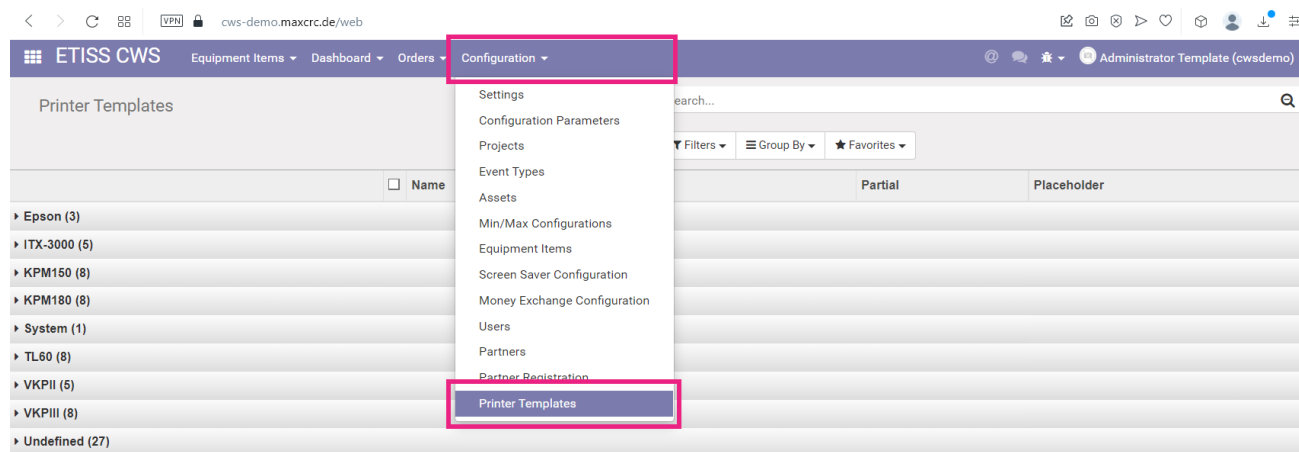 VPN cws-demo.maxcrc.de/web
ETISS CWS Equipment Items Dashboard Orders Configuration Administrator Template (cwsdemo)
Printer Templates
Settings
earch...
Configuration Parameters
Projects
Filters Group By Favorites
Event Types
Name Partial Placeholder
Assets
Epson (3)
Min/Max Configurations
ITX-3000 (5)
Equipment Items
KPM150 (8)
Screen Saver Configuration
KPM180 (8)
Money Exchange Configuration
System (1)
Users
TL60 (8)
Partners
VKPII (5)
Partner Registration
VKPIII (8)
Printer Templates
Undefined (27)